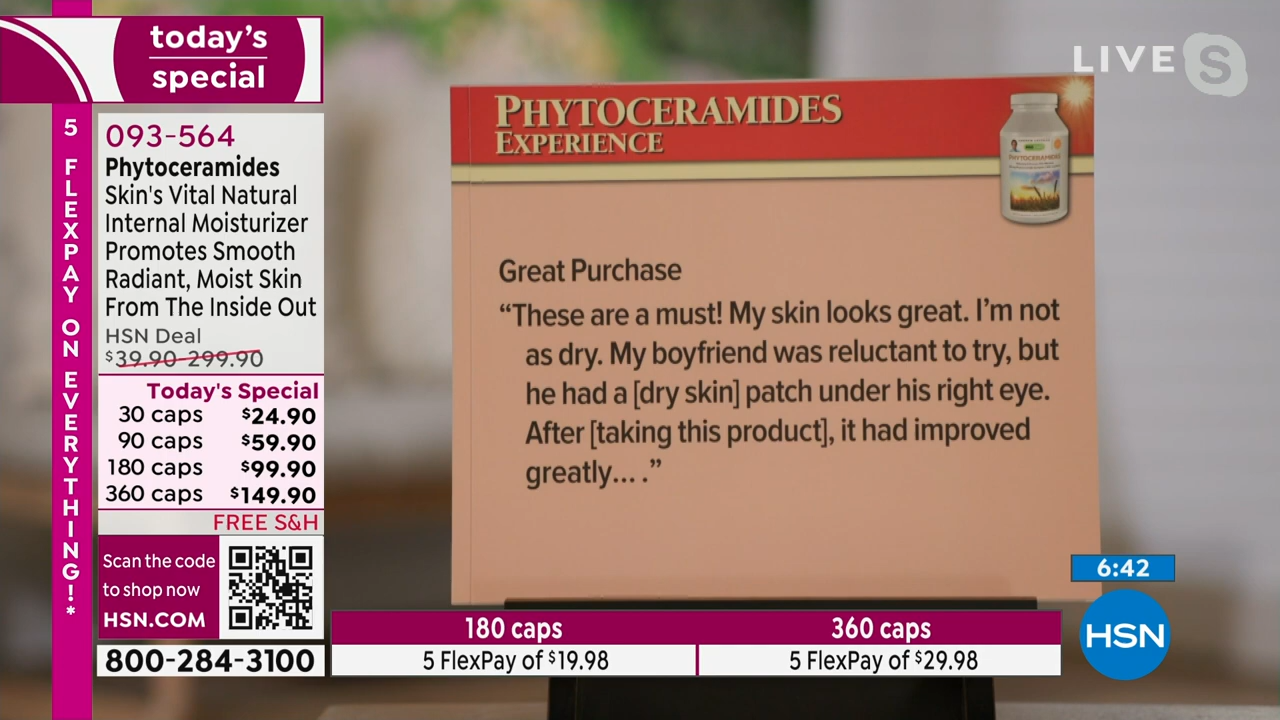 today's
special
LIVE S
5 FLEXPAY ON EVERYTHING!*
093-564
Phytoceramides
Skin's Vital Natural
Internal Moisturizer
Promotes Smooth
Radiant, Moist Skin
From The Inside Out
HSN Deal
$39.90-299.90
Today's Special
30 caps $24.90
90 caps $59.90
180 caps $99.90
360 caps $149.90
FREE S&H
Scan the code
to shop now
HSN.COM
800-284-3100
PHYTOCERAMIDES
EXPERIENCE
PHYTOCERAMIDES
Great Purchase
“These are a must! My skin looks great. I’m not
as dry. My boyfriend was reluctant to try, but
he had a [dry skin] patch under his right eye.
After [taking this product], it had improved
greatly... .”
6:42
HSN
180 caps
360 caps
5 FlexPay of $19.98
5 FlexPay of $29.98